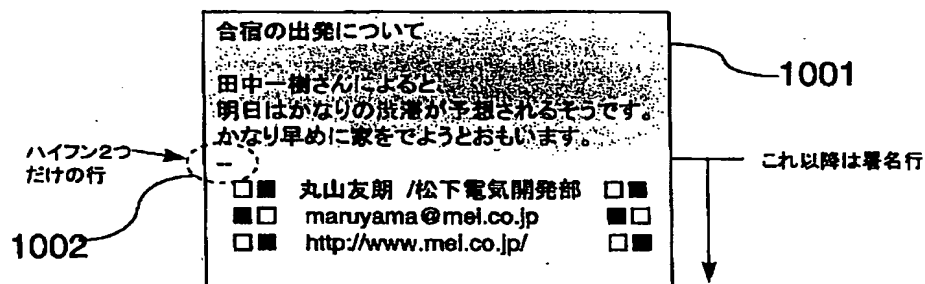 合宿の出発について
田中一樹さんによると、
明日はかなりの渋滞が予想されるそうです。
かなり早めに家をでようとおもいます。
--
□■ 丸山友朗 /松下電気開発部 □■
■□ maruyama@mei.co.jp ■□
□■ http://www.mei.co.jp/ □■
1001
ハイフン2つ
だけの行
1002
これ以降は署名行